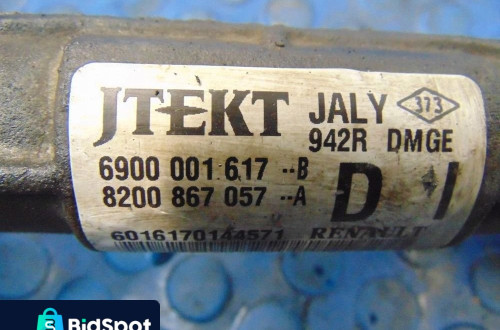 JTEKT JALY 373
942R DMGE
6900 001 617 --B
8200 867 057 --A
D I
6016170144571 RENAULT
S BidSpot